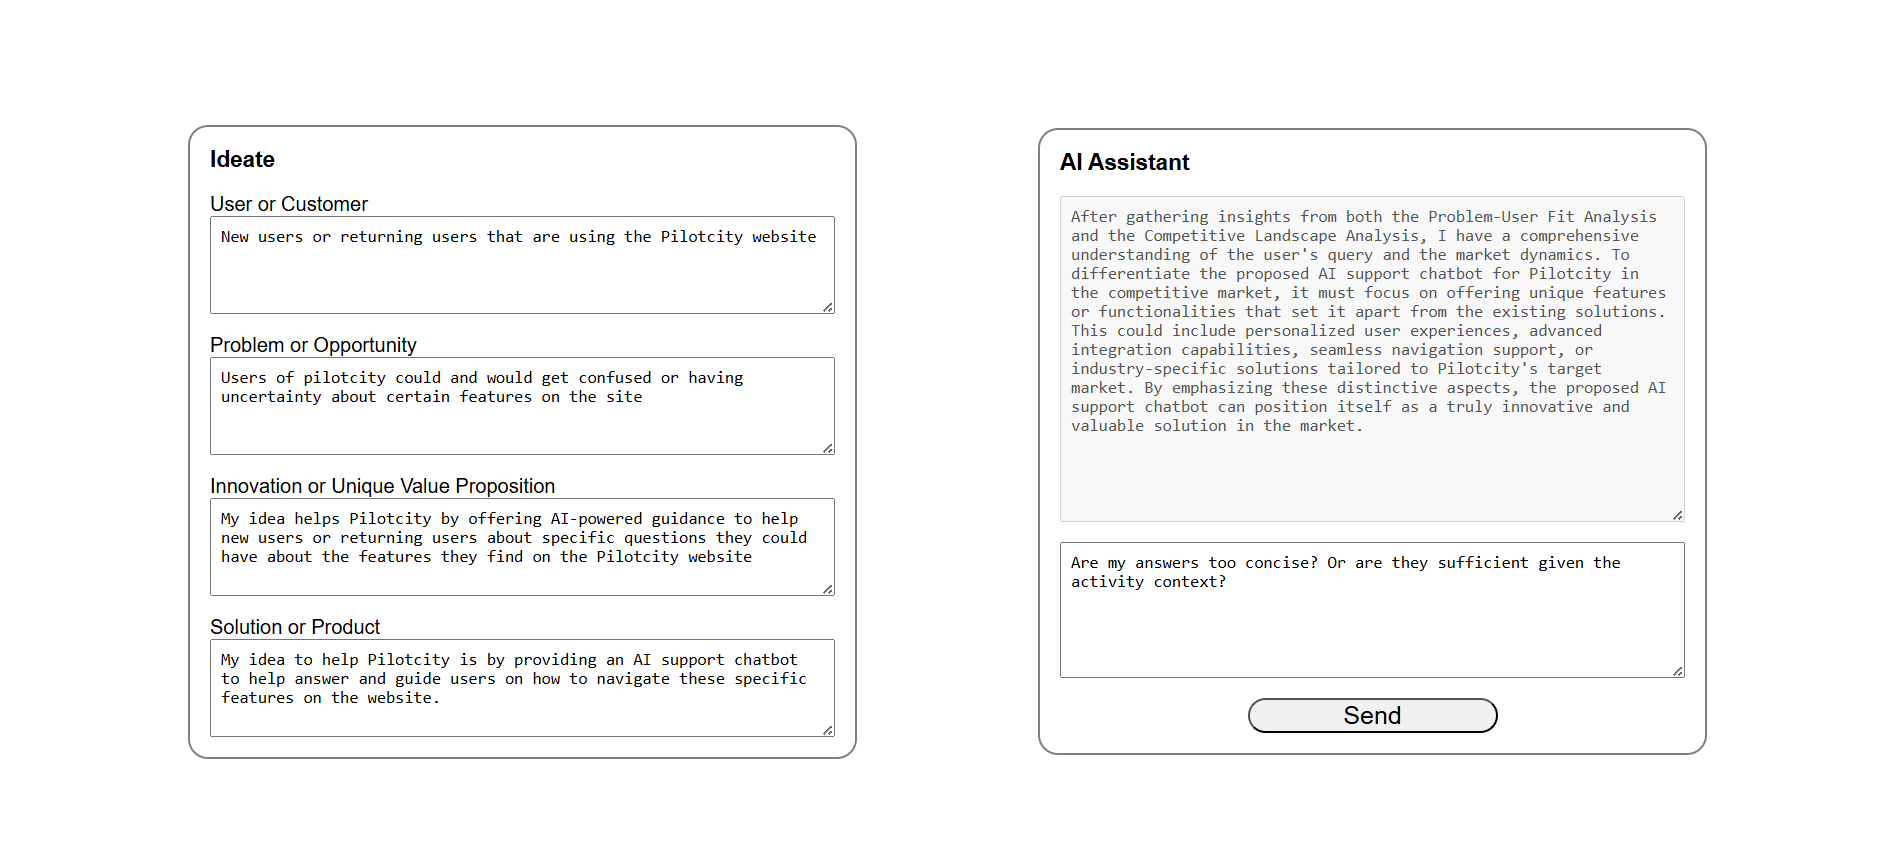 Ideate
User or Customer
New users or returning users that are using the Pilotcity website
Problem or Opportunity
Users of pilotcity could and would get confused or having
uncertainty about certain features on the site
Innovation or Unique Value Proposition
My idea helps Pilotcity by offering AI-powered guidance to help
new users or returning users about specific questions they could
have about the features they find on the Pilotcity website
Solution or Product
My idea to help Pilotcity is by providing an AI support chatbot
to help answer and guide users on how to navigate these specific
features on the website.
AI Assistant
After gathering insights from both the Problem-User Fit Analysis
and the Competitive Landscape Analysis, I have a comprehensive
understanding of the user's query and the market dynamics. To
differentiate the proposed AI support chatbot for Pilotcity in
the competitive market, it must focus on offering unique features
or functionalities that set it apart from the existing solutions.
This could include personalized user experiences, advanced
integration capabilities, seamless navigation support, or
industry-specific solutions tailored to Pilotcity's target
market. By emphasizing these distinctive aspects, the proposed AI
support chatbot can position itself as a truly innovative and
valuable solution in the market.
Are my answers too concise? Or are they sufficient given the
activity context?
Send